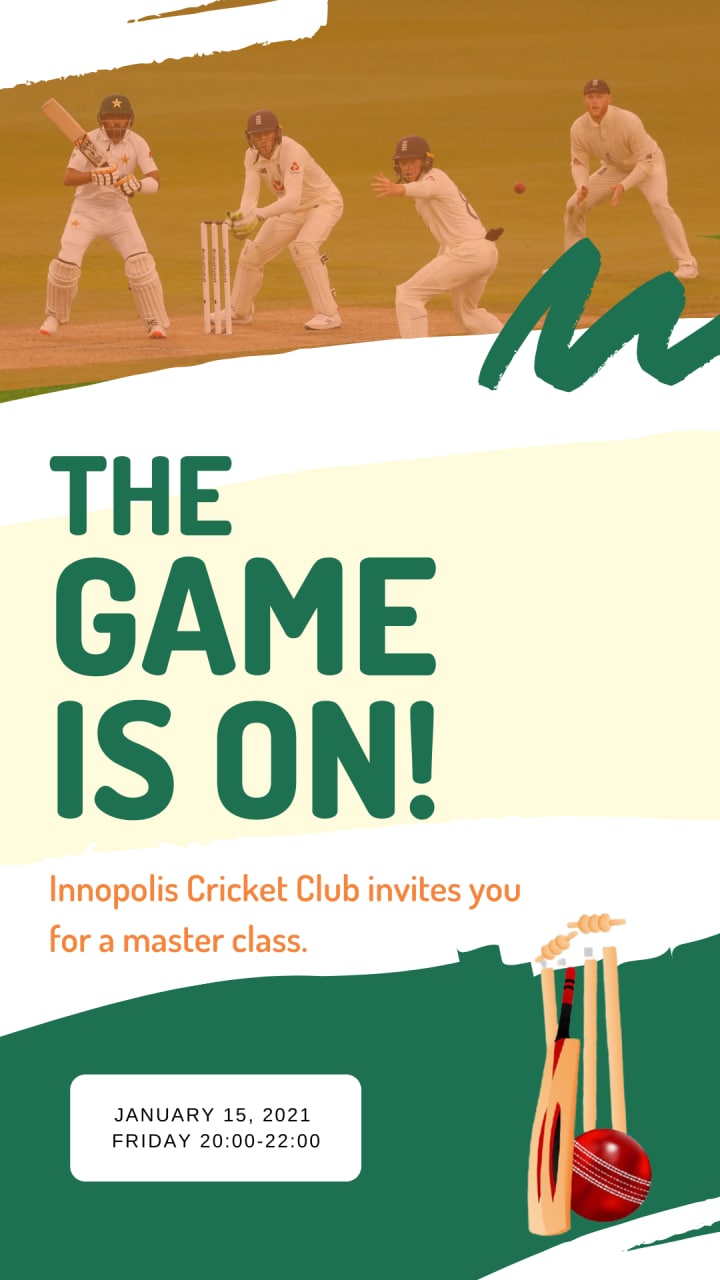 THE
GAME
IS ON!
Innopolis Cricket Club invites you
for a master class.
JANUARY 15, 2021
FRIDAY 20:00-22:00